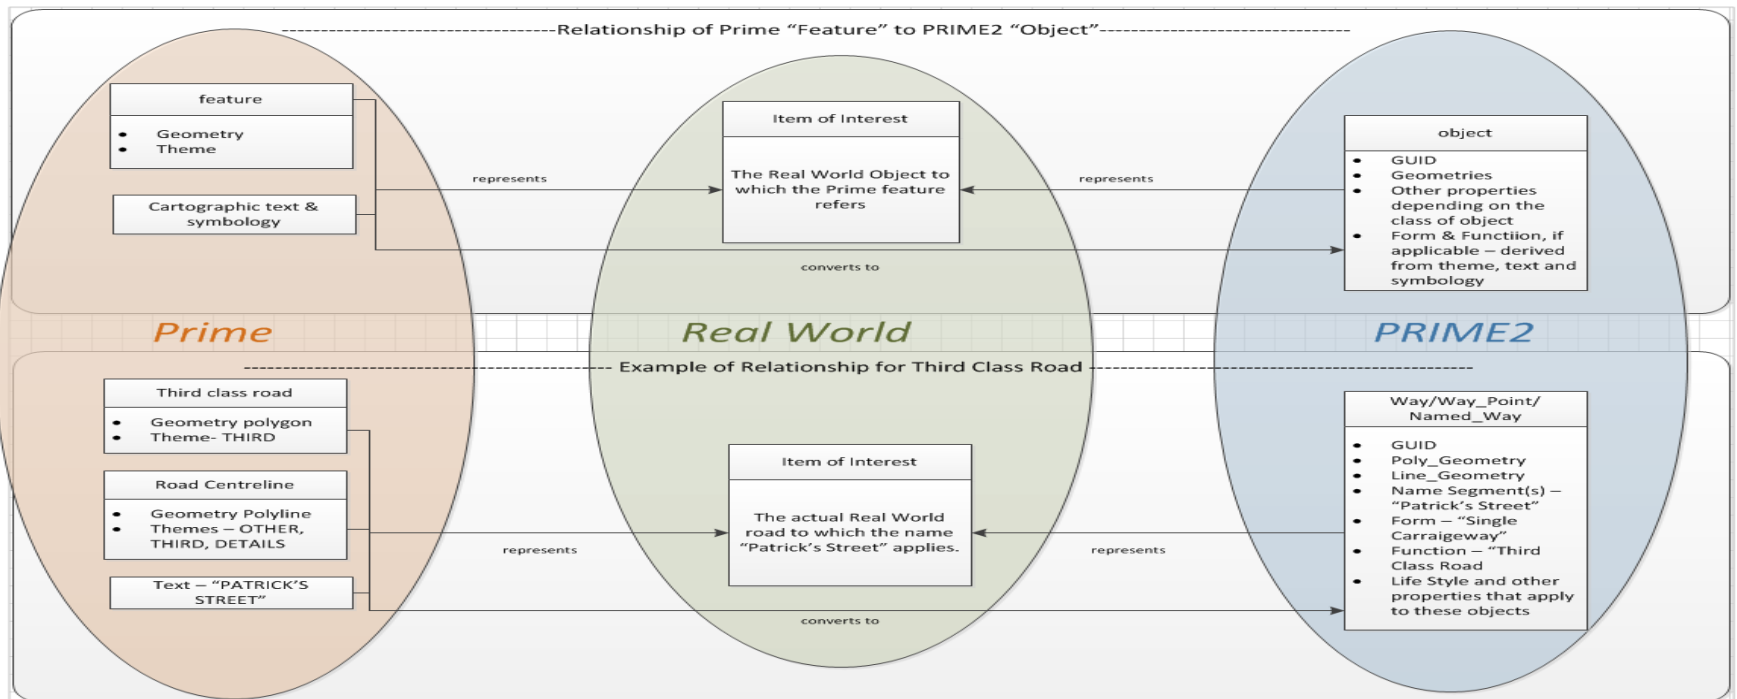 ------------------------------Relationship of Prime “Feature” to PRIME2 “Object”---------------------------
feature
• Geometry
• Theme
Cartographic text &
symbology
represents
Item of Interest
The Real World Object to
which the Prime feature
refers
represents
converts to
object
• GUID
• Geometries
• Other properties
depending on the
class of object
• Form & Functiion, if
applicable – derived
from theme, text and
symbology
Prime
Real World
PRIME2
---------------------------------------- Example of Relationship for Third Class Road ------------------------------------------
Third class road
• Geometry polygon
• Theme- THIRD
Road Centreline
• Geometry Polyline
• Themes – OTHER,
THIRD, DETAILS
Text – “PATRICK’S
STREET”
represents
Item of Interest
The actual Real World
road to which the name
“Patrick’s Street” applies.
represents
converts to
Way/Way_Point/
Named_Way
• GUID
• Poly_Geometry
• Line_Geometry
• Name Segment(s) –
“Patrick’s Street”
• Form – “Single
Carraigeway”
• Function – “Third
Class Road
• Life Style and other
properties that apply
to these objects